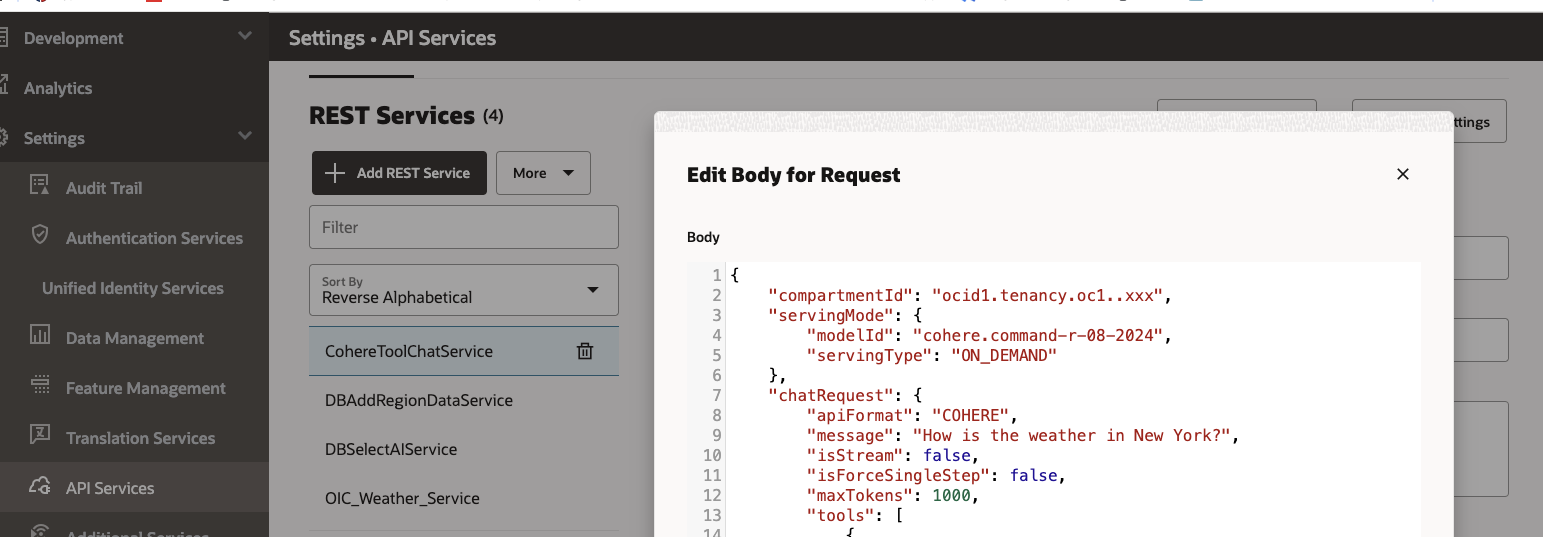 Development
Analytics
Settings
Audit Trail
Authentication Services
Unified Identity Services
Data Management
Feature Management
Translation Services
API Services
Additional Services
Settings • API Services
REST Services (4)
Add REST Service
More
Filter
Sort By
Reverse Alphabetical
CohereToolChatService
DBAddRegionDataService
DBSelectAIService
OIC_Weather_Service
Edit Body for Request
Body
1 {
2 "compartmentId": "ocid1.tenancy.oc1..xxx",
3 "servingMode": {
4 "modelId": "cohere.command-r-08-2024",
5 "servingType": "ON_DEMAND"
6 },
7 "chatRequest": {
8 "apiFormat": "COHERE",
9 "message": "How is the weather in New York?",
10 "isStream": false,
11 "isForceSingleStep": false,
12 "maxTokens": 1000,
13 "tools": [
14 {